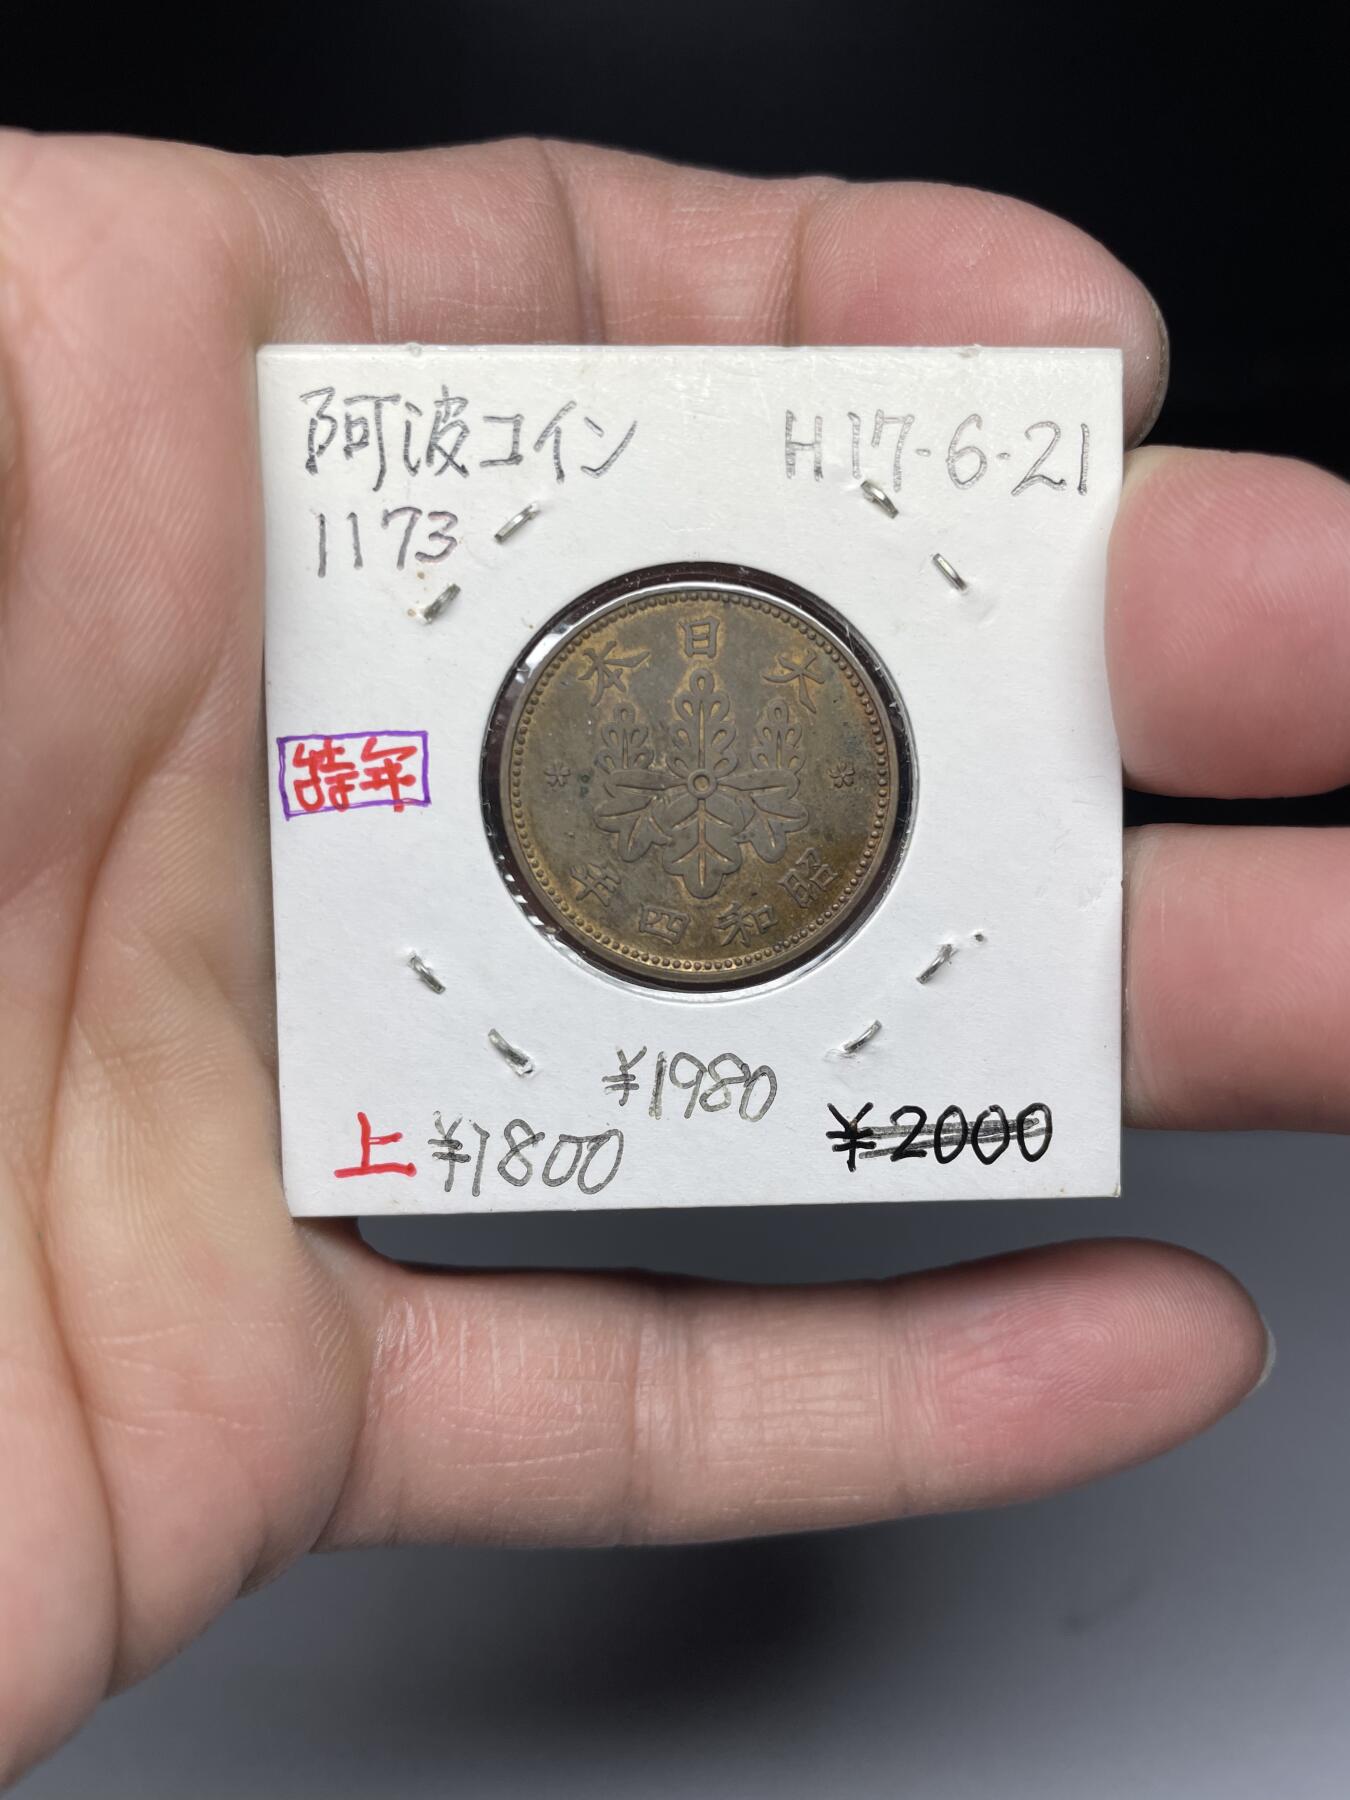 阿波コイン
H17-6-21
1173
大日本
特年
昭和四年
¥1980
上 ¥1800
¥2000